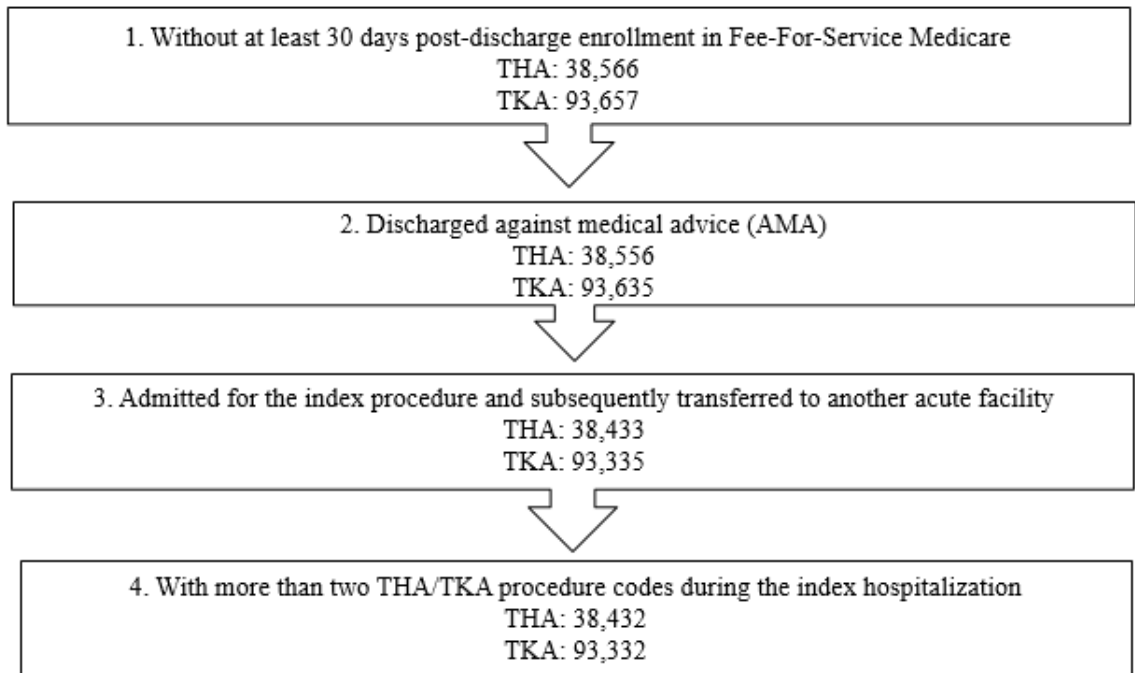 1. Without at least 30 days post-discharge enrollment in Fee-For-Service Medicare
THA: 38,566
TKA: 93,657
2. Discharged against medical advice (AMA)
THA: 38,556
TKA: 93,635
3. Admitted for the index procedure and subsequently transferred to another acute facility
THA: 38,433
TKA: 93,335
4. With more than two THA/TKA procedure codes during the index hospitalization
THA: 38,432
TKA: 93,332